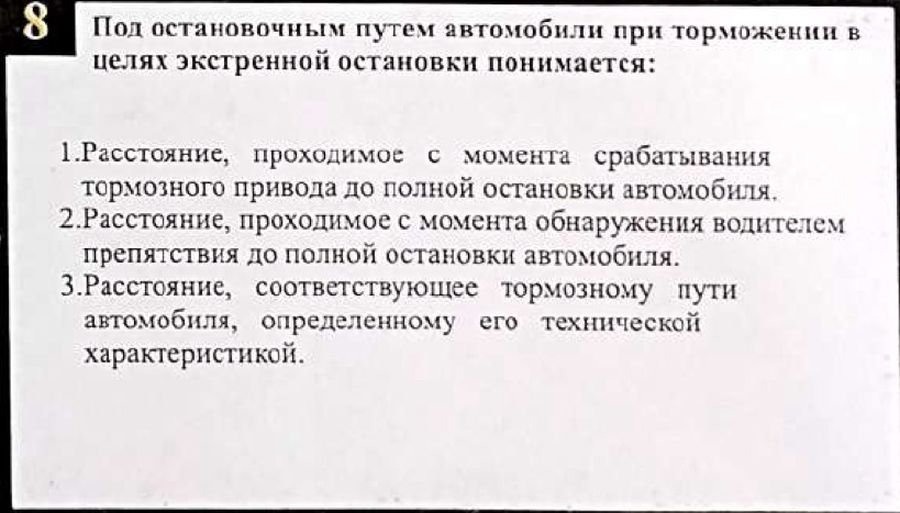 8
Под остановочным путем автомобили при торможении в
целях экстренной остановки понимается:
1.Расстояние, проходимое с момента срабатывания
тормозного привода до полной остановки автомобиля.
2.Расстояние, проходимое с момента обнаружения водителем
препятствия до полной остановки автомобиля.
3.Расстояние, соответствующее тормозному пути
автомобиля, определенному его технической
характеристикой.